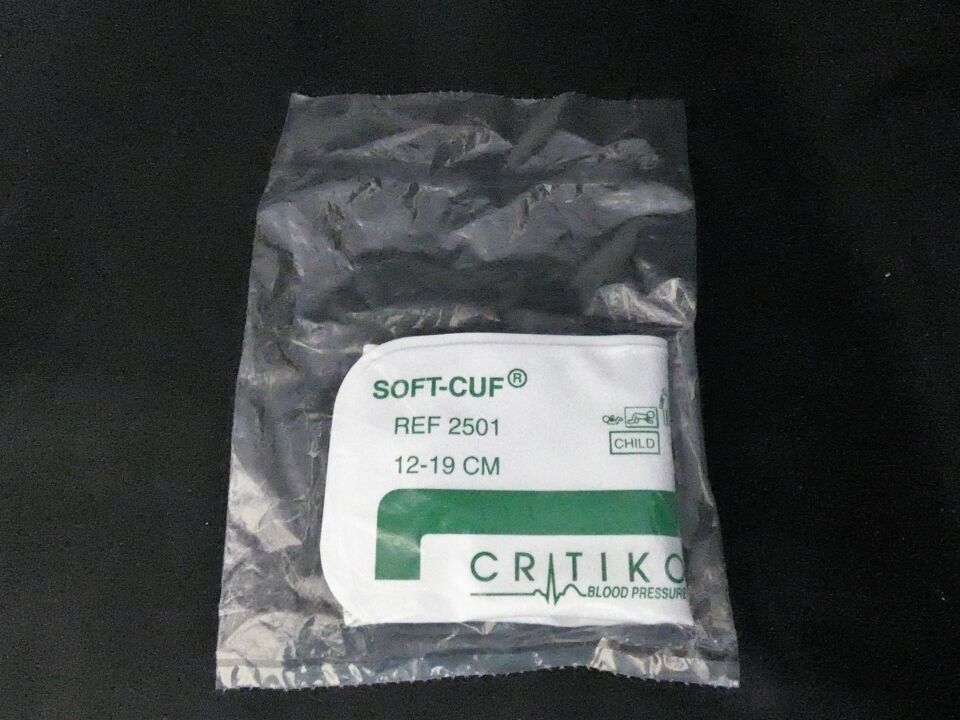 SOFT-CUF®
REF 2501
12-19 CM
CHILD
CRITIKO
BLOOD PRESSURE